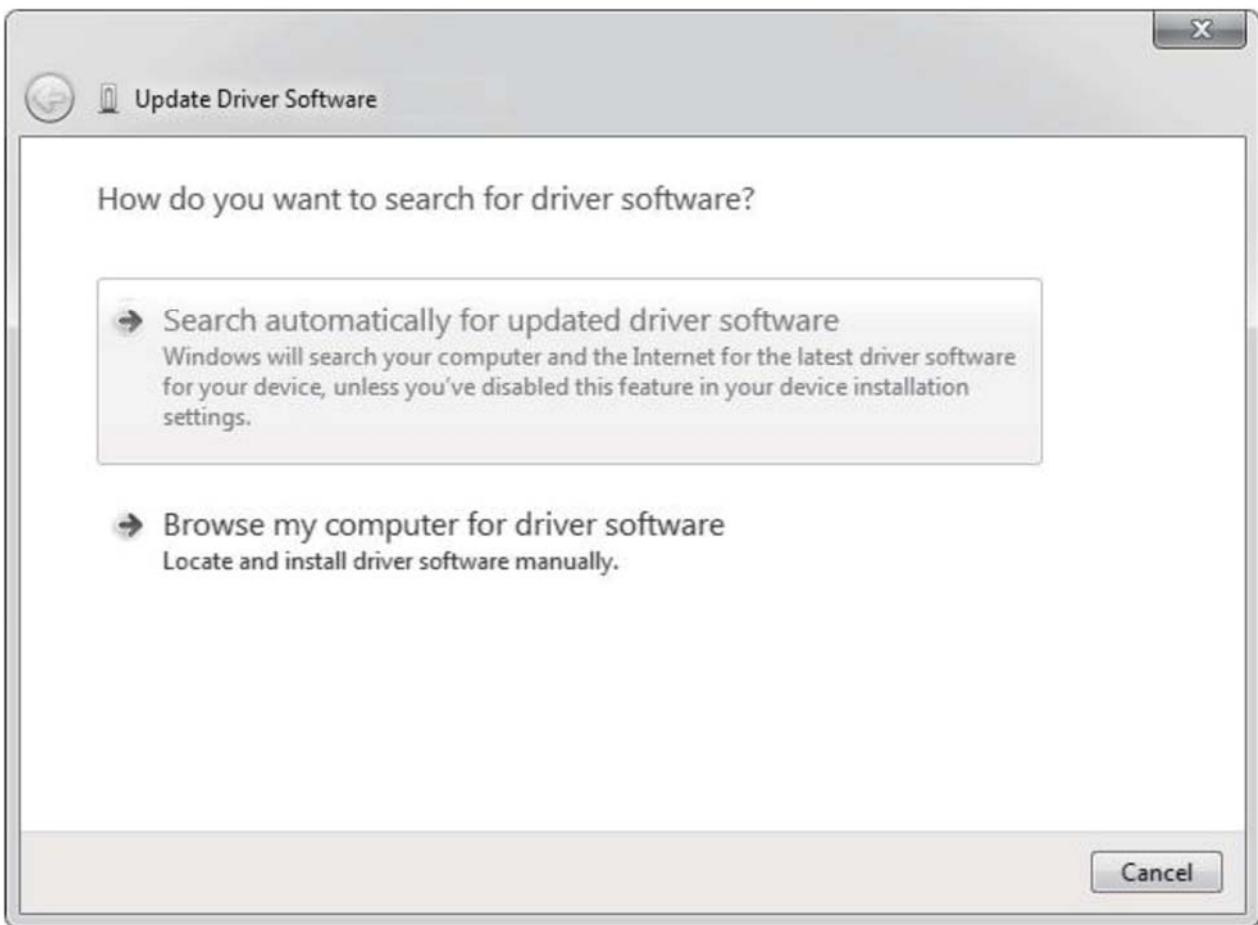 Update Driver Software
How do you want to search for driver software?
Search automatically for updated driver software
Windows will search your computer and the Internet for the latest driver software
for your device, unless you've disabled this feature in your device installation
settings.
Browse my computer for driver software
Locate and install driver software manually.
Cancel